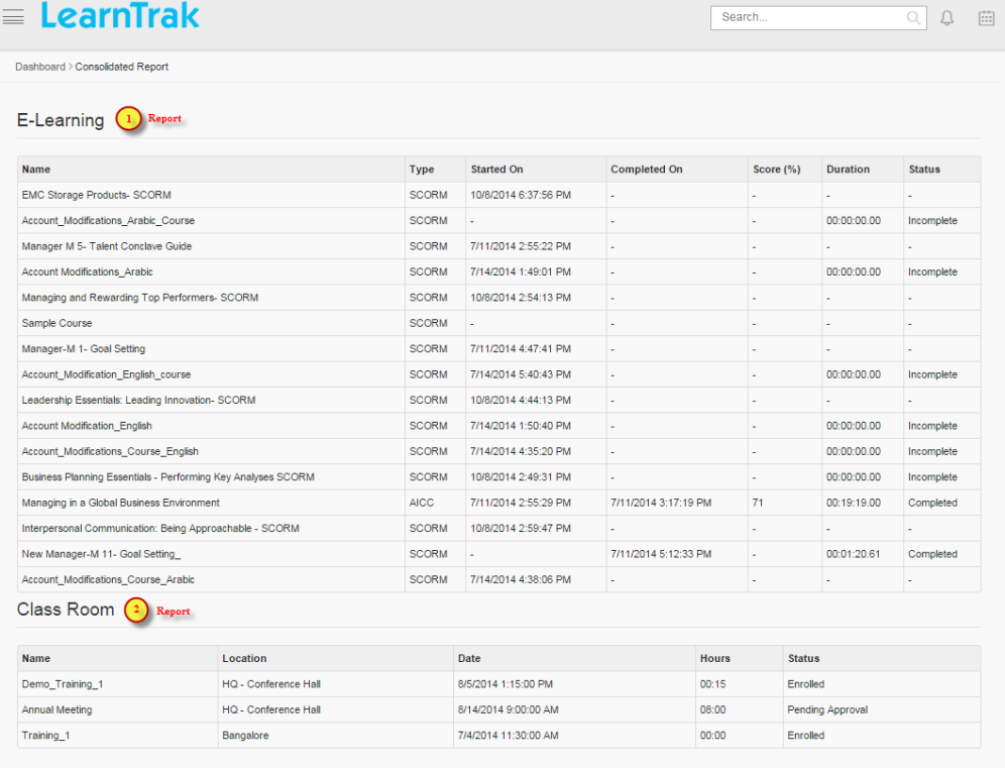 LearnTrak
Search...
Dashboard > Consolidated Report
E-Learning 1 Report
Name Type Started On Completed On Score (%) Duration Status
EMC Storage Products- SCORM SCORM 10/8/2014 6:37:56 PM - - - -
Account_Modifications_Arabic_Course SCORM - - - 00:00:00.00 Incomplete
Manager M 5- Talent Conclave Guide SCORM 7/11/2014 2:55:22 PM - - - -
Account Modifications_Arabic SCORM 7/14/2014 1:49:01 PM - - 00:00:00.00 Incomplete
Managing and Rewarding Top Performers- SCORM SCORM 10/8/2014 2:54:13 PM - - - -
Sample Course SCORM - - - - -
Manager-M 1- Goal Setting SCORM 7/11/2014 4:47:41 PM - - - -
Account_Modification_English_course SCORM 7/14/2014 5:40:43 PM - - 00:00:00.00 Incomplete
Leadership Essentials: Leading Innovation- SCORM SCORM 10/8/2014 4:44:13 PM - - - -
Account Modification_English SCORM 7/14/2014 1:50:40 PM - - 00:00:00.00 Incomplete
Account_Modifications_Course_English SCORM 7/14/2014 4:35:20 PM - - 00:00:00.00 Incomplete
Business Planning Essentials - Performing Key Analyses SCORM SCORM 10/8/2014 2:49:31 PM - - 00:00:00.00 Incomplete
Managing in a Global Business Environment AICC 7/11/2014 2:55:29 PM 7/11/2014 3:17:19 PM 71 00:19:19.00 Completed
Interpersonal Communication: Being Approachable - SCORM SCORM 10/8/2014 2:59:47 PM - - - -
New Manager-M 11- Goal Setting_ SCORM - 7/11/2014 5:12:33 PM - 00:01:20.61 Completed
Account_Modifications_Course_Arabic SCORM 7/14/2014 4:38:06 PM - - - -
Class Room 2 Report
Name Location Date Hours Status
Demo_Training_1 HQ - Conference Hall 8/5/2014 1:15:00 PM 00:15 Enrolled
Annual Meeting HQ - Conference Hall 8/14/2014 9:00:00 AM 08:00 Pending Approval
Training_1 Bangalore 7/4/2014 11:30:00 AM 00:00 Enrolled